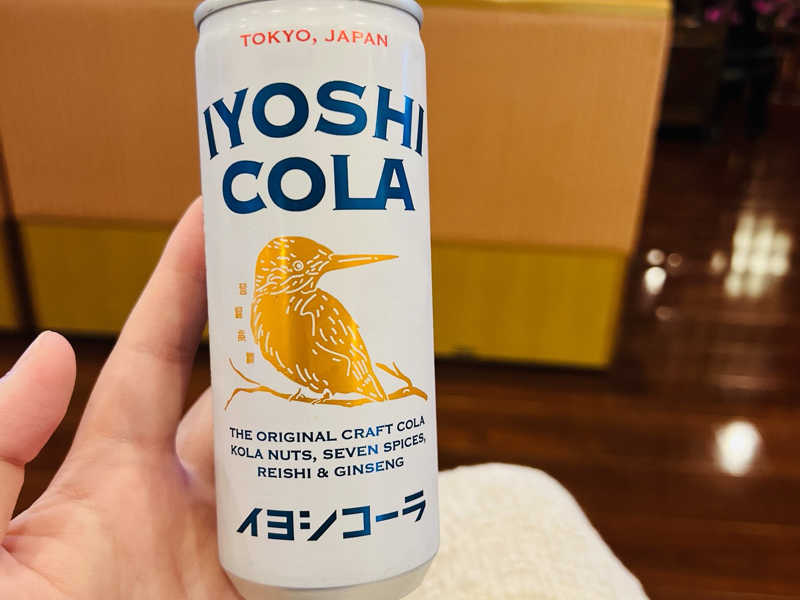 TOKYO, JAPAN
IYOSHI
COLA
THE ORIGINAL CRAFT COLA
KOLA NUTS, SEVEN SPICES,
REISHI & GINSENG
イヨシコーラ